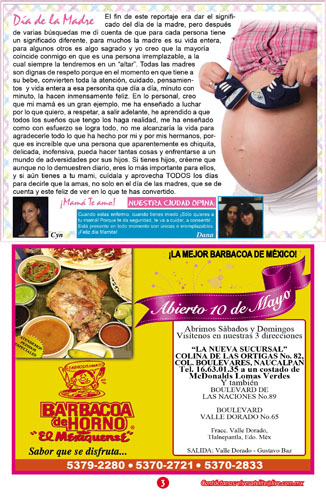 Día de la Madre
El fin de este reportaje era dar el signifi-
cado del día de la madre, pero después
de varias búsquedas me di cuenta de que para cada persona tiene
un significado diferente, para muchos la madre es su vida entera,
para algunos otros es algo sagrado y yo creo que la mayoría
coincide conmigo en que es una persona irremplazable, a la
cual siempre la tendremos en un "altar". Todas las madres
son dignas de respeto porque en el momento en que tiene a
su bebé, convierten toda la atención, cuidado, pensamien-
tos y vida entera a esa personita que día a día, minuto con
minuto, la hacen inmensamente feliz. En lo personal, creo
que mi mamá es un gran ejemplo, me ha enseñado a luchar
por lo que quiero, a respetar, a salir adelante, he aprendido a que
todos los sueños que tengo los haga realidad, me ha enseñado
como con esfuerzo se logra todo, no me alcanzaría la vida para
agradecerle todo lo que ha hecho por mi y por mis hermanos, por-
que es increíble que una persona que aparentemente es chiquita,
delicada, inofensiva, pueda hacer tantas cosas y enfrentarse a un
mundo de adversidades por sus hijos. Si tienes hijos, créeme que
aunque no lo demuestren diario, eres lo más importante para ellos,
y si aún tienes a tu mami, cuídala y aprovecha TODOS los días
para decirle que la amas, no solo en el día de las madres, que se de
cuenta y este feliz de ver en lo que te has convertido.
¡Mamá Te amo!
NUESTRA CIUDAD OPINA
Cuando estas enfermo, cuando tienes miedo ¿Sólo quieres a
tu mamá! Porque te da seguridad, te va a cuidar, a consentir.
Está presente en todo momento son únicas e irremplazables
¡Feliz día Mamita!
Cyn
Dana
¡LA MEJOR BARBACOA DE MÉXICO!
Abierto 10 de Mayo
Abrimos Sábados y Domingos
Visítenos en nuestras 3 direcciones
"LA NUEVA SUCURSAL"
COLINA DE LAS ORTIGAS No. 82,
COL. BOULEVARES, NAUCALPAN
Tel. 16.63.01.35 a un costado de
McDonalds Lomas Verdes
Y también
BOULEVARD DE
LAS NACIONES No.89
BOULEVARD
VALLE DORADO No.65
Fracc. Valle Dorado,
Tlalnepantla, Edo. Méx
SALIDA: Valle Dorado - Gustavo Baz
BARBACOA
de HORNO
"El Mexiquense"
Sabor que se disfruta...
5379-2280 - 5370-2721 - 5370-2833
3